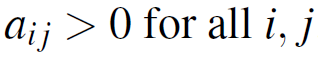 a_{ij} > 0 for all i, j